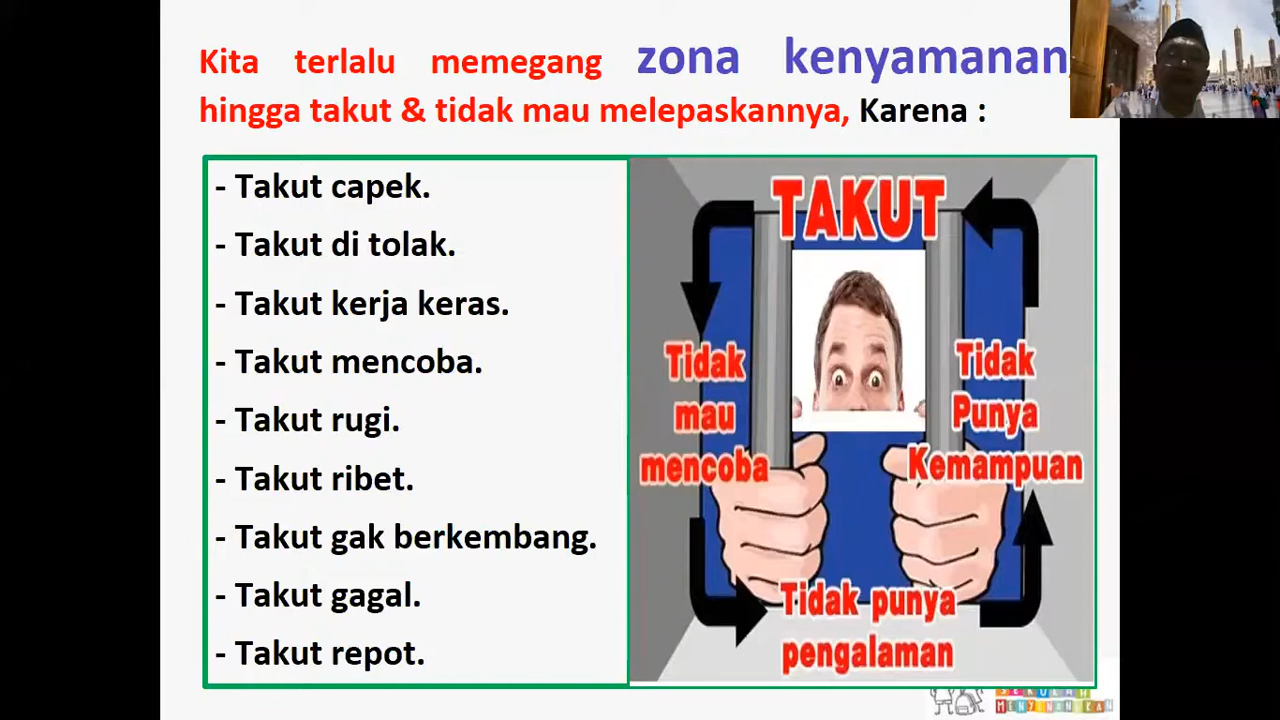 Kita terlalu memegang zona kenyamanan,
hingga takut & tidak mau melepaskannya, Karena :
- Takut capek.
- Takut di tolak.
- Takut kerja keras.
- Takut mencoba.
- Takut rugi.
- Takut ribet.
- Takut gak berkembang.
- Takut gagal.
- Takut repot.
TAKUT
Tidak
mau
mencoba
Tidak
Punya
Kemampuan
Tidak punya
pengalaman
SEKOLAH
MENYENANGKAN